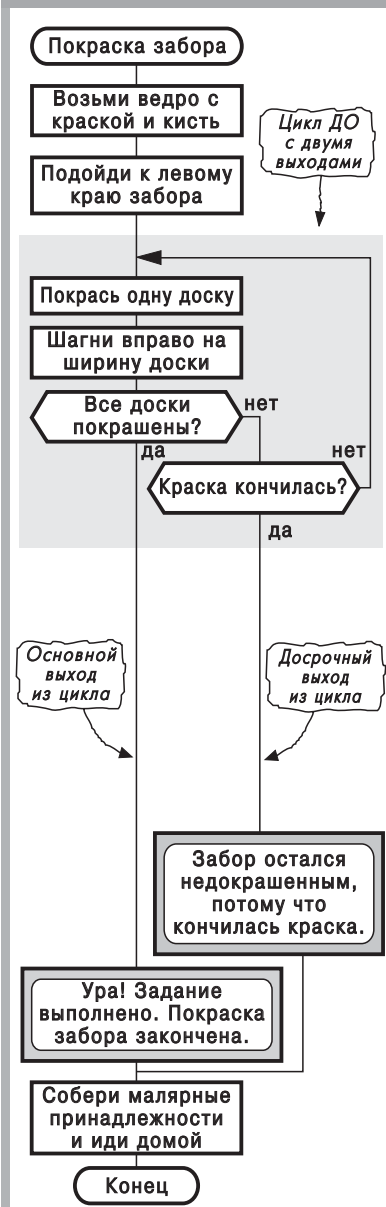 Покраска забора
Возьми ведро с
краской и кисть
Цикл ДО
с двумя
выходами
Подойди к левому
краю забора
Покрась одну доску
Шагни вправо на
ширину доски
Все доски
покрашены?
нет
да
нет
Краска кончилась?
да
Основной
выход
из цикла
Досрочный
выход
из цикла
Забор остался
недокрашенным,
потому что
кончилась краска.
Ура! Задание
выполнено. Покраска
забора закончена.
Собери малярные
принадлежности
и иди домой
Конец